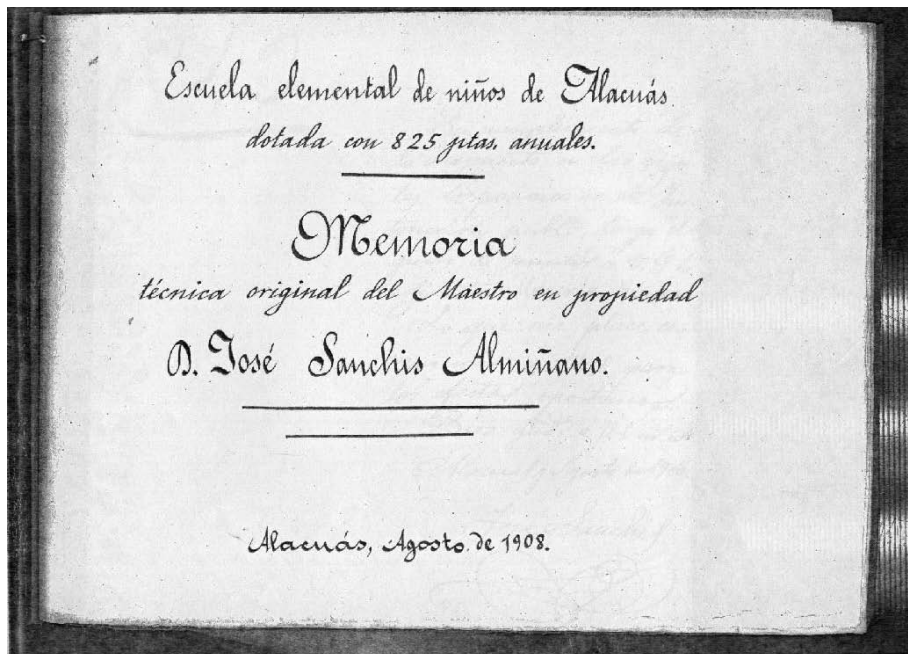 Escuela elemental de niños de Alacuás
dotada con 825 ptas. anuales.
Memoria
técnica original del Maestro en propiedad
D. José Sanchis Almiñano.
Alacuás, Agosto de 1908.